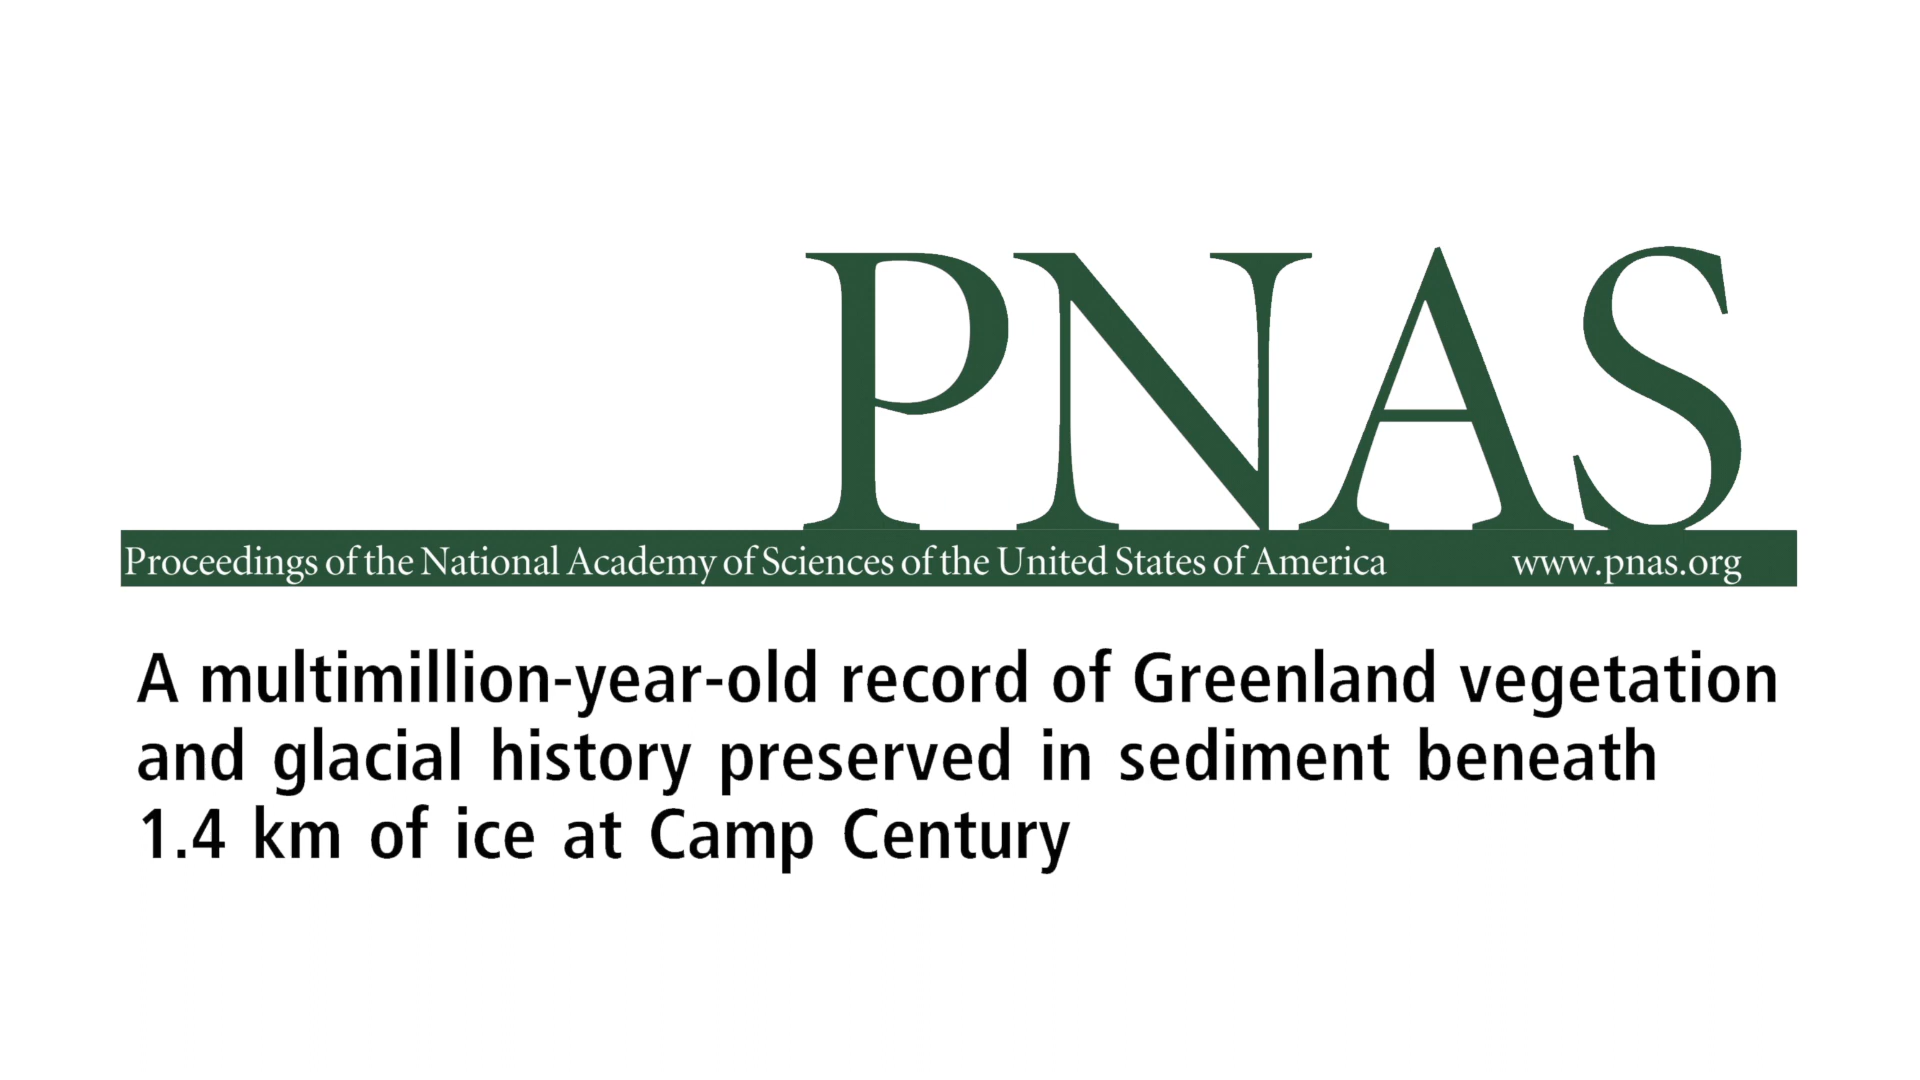 PNAS
Proceedings of the National Academy of Sciences of the United States of America www.pnas.org
A multimillion-year-old record of Greenland vegetation
and glacial history preserved in sediment beneath
1.4 km of ice at Camp Century